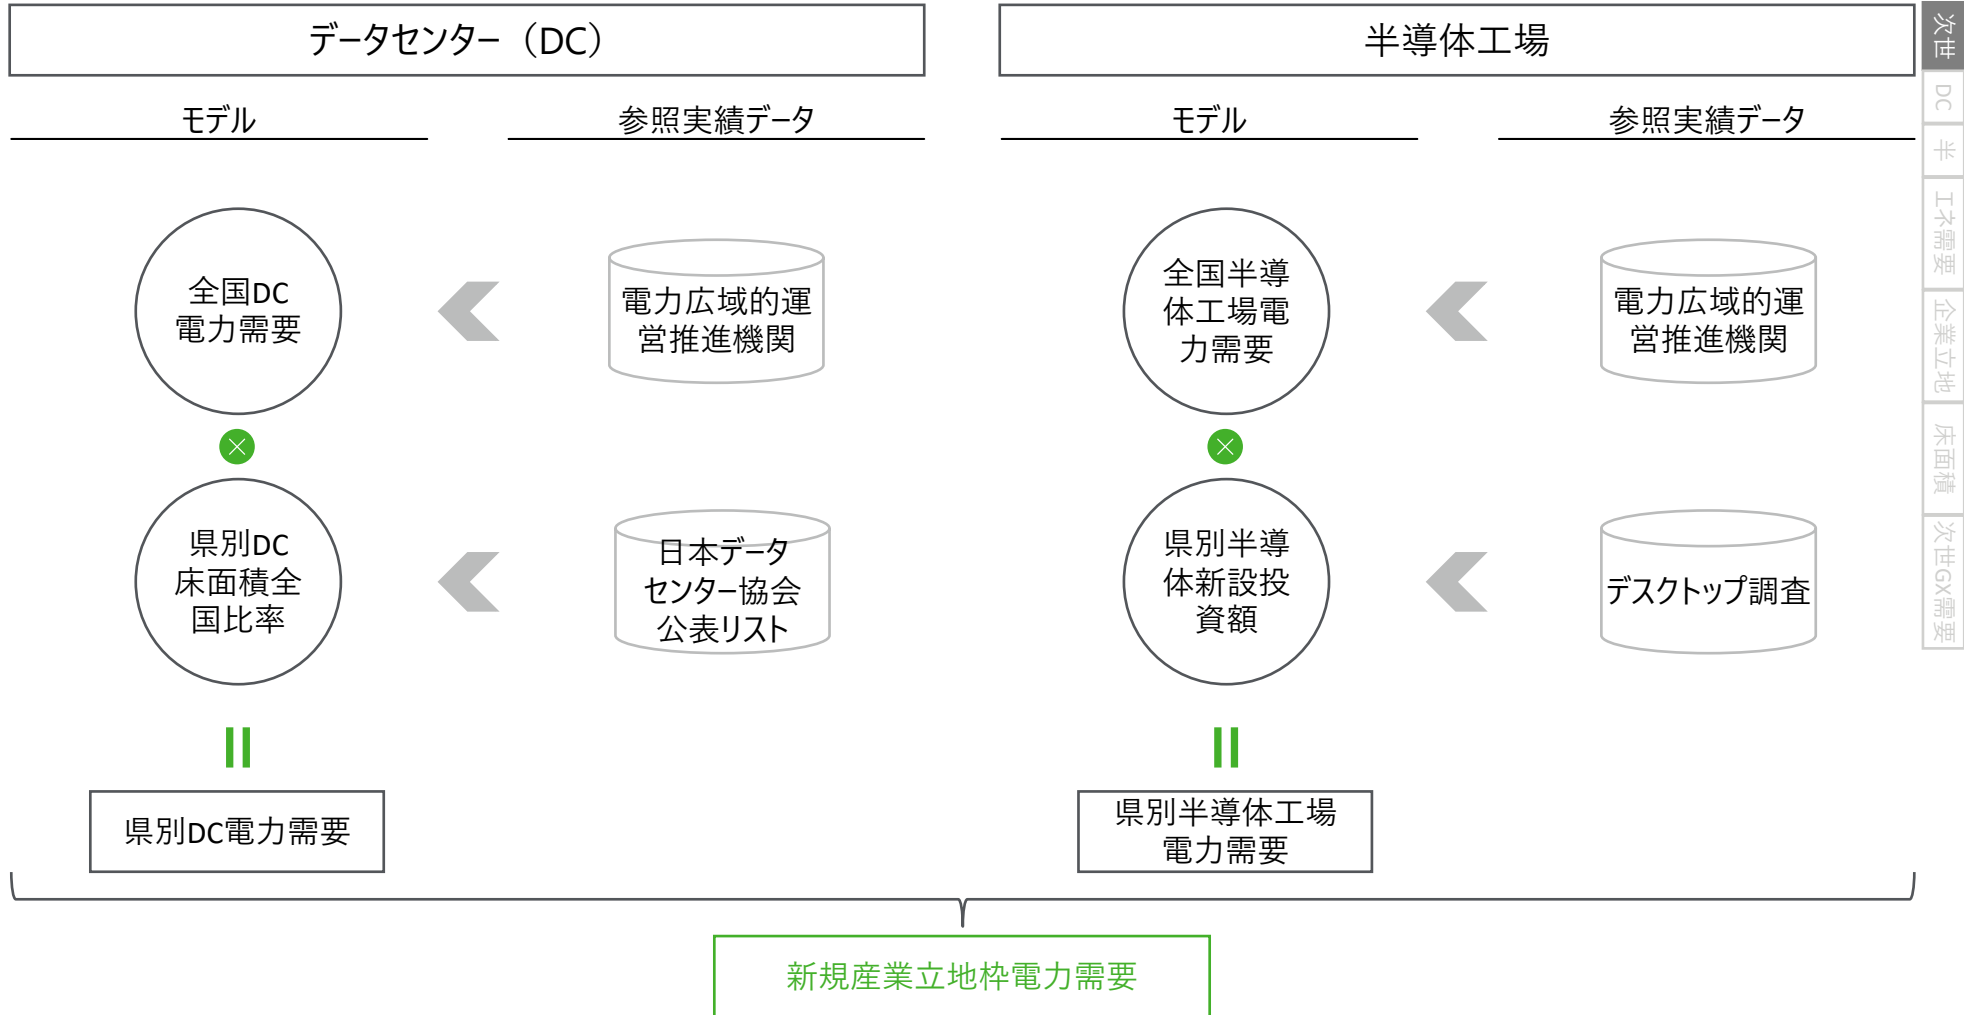 データセンター（DC）
モデル
参照実績データ
全国DC
電力需要
電力広域的運
営推進機関
県別DC
床面積全
国比率
日本データ
センター協会
公表リスト
県別DC電力需要
半導体工場
モデル
参照実績データ
全国半導
体工場電
力需要
電力広域的運
営推進機関
県別半導
体新設投
資額
デスクトップ調査
県別半導体工場
電力需要
新規産業立地枠電力需要
次世
DC
半
エネ需要
企業立地
床面積
次世GX需要